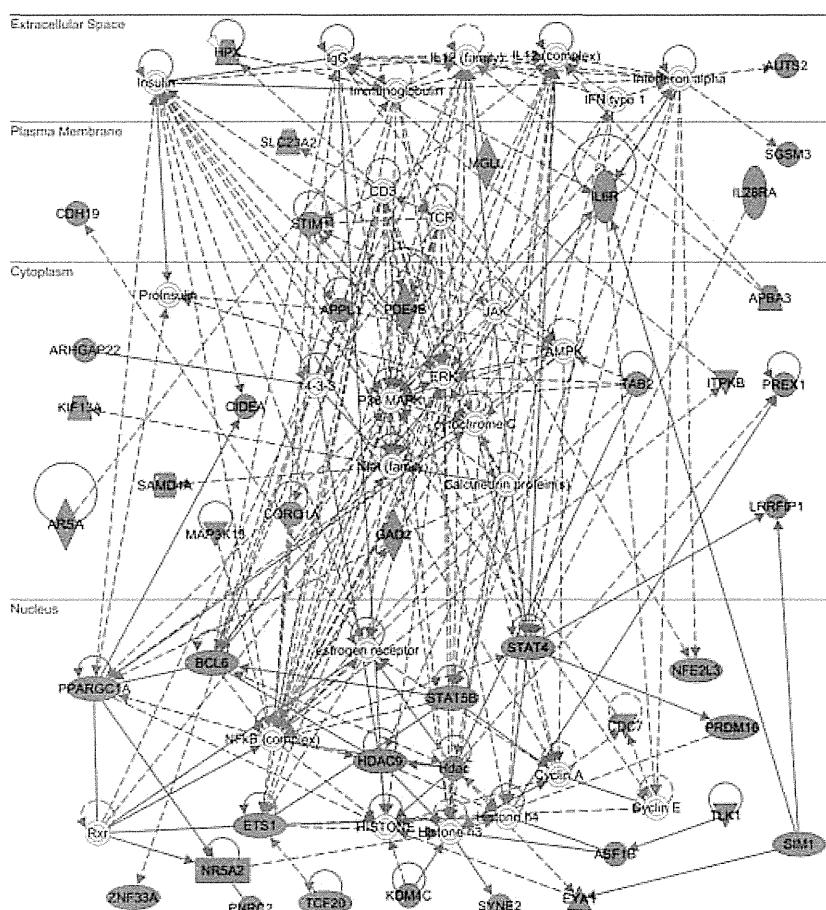 Extracellular Space
HPX
IgG
IL12 (family)
IL12 (complex)
AUTS2
Insulin
Immunoglobulin
Interferon alpha
IFN type 1
Plasma Membrane
SLC23A2
MGLL
SGSM3
CD3
IL6R
IL28RA
CDH19
STIM1
TCR
Cytoplasm
Proinsulin
APPL1
PDE4B
JAK
APBA3
ARHGAP22
AMPK
14-3-3
ERK
TAB2
ITPKB
PREX1
KIF13A
CIDEA
P38 MAPK
cytochrome C
Nfat (family)
SAMD4A
Calcineurin protein(s)
ARSA
MAP3K13
CORO1A
GAD2
LRRFIP1
Nucleus
estrogen receptor
STAT4
BCL6
NFE2L3
PPARGC1A
STAT5B
NFkB (complex)
CDC7
PRDM16
HDAC9
Hdac
Cyclin A
Cyclin E
Rxr
ETS1
HISTONE
Histone h3
Histone h4
TLK1
ASF1B
SIM1
NR5A2
ZNF33A
PNRC2
TCF20
KDM4C
SYNE2
EYA1